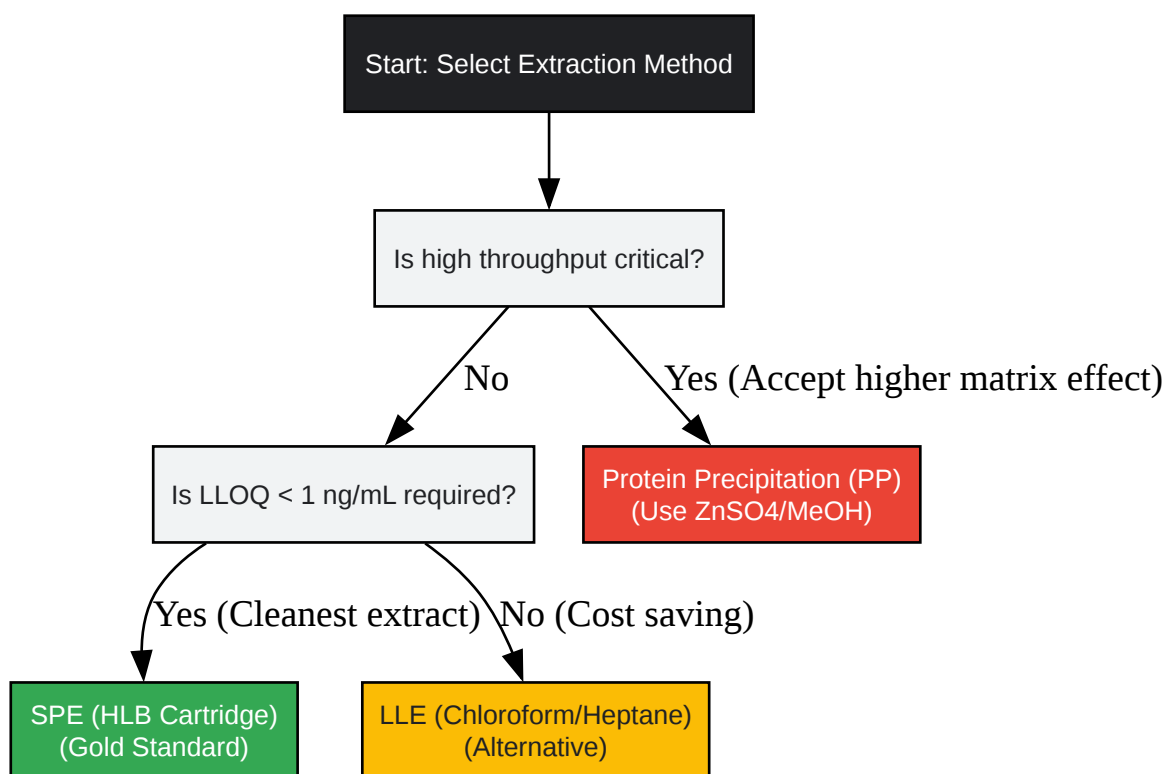 Start: Select Extraction Method
Is high throughput critical?
No
Yes (Accept higher matrix effect)
Is LLOQ < 1 ng/mL required?
Protein Precipitation (PP)
(Use ZnSO4/MeOH)
Yes (Cleanest extract)
No (Cost saving)
SPE (HLB Cartridge)
(Gold Standard)
LLE (Chloroform/Heptane)
(Alternative)